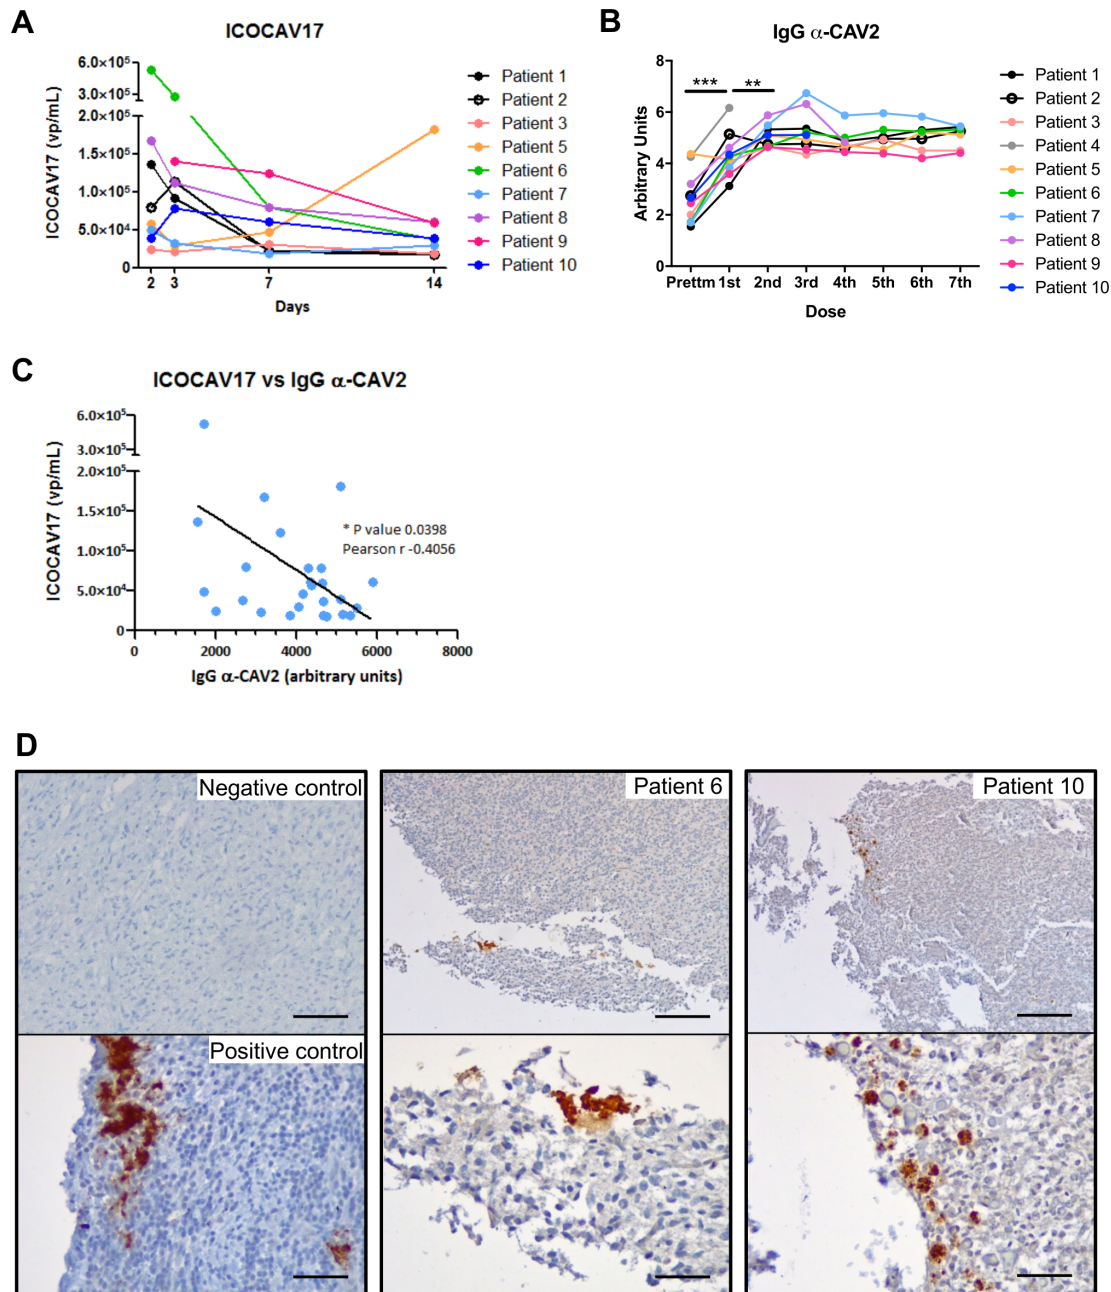 A
ICOCAV17
ICOCAV17 (vp/mL)
6.0×10⁵
3.0×10⁵
2.0×10⁵
1.5×10⁵
1.0×10⁵
5.0×10⁴
0
2 3 7 14
Days
Patient 1
Patient 2
Patient 3
Patient 5
Patient 6
Patient 7
Patient 8
Patient 9
Patient 10
B
IgG α-CAV2
Arbitrary Units
8
6
4
2
0
*** **
Prettm 1st 2nd 3rd 4th 5th 6th 7th
Dose
Patient 1
Patient 2
Patient 3
Patient 4
Patient 5
Patient 6
Patient 7
Patient 8
Patient 9
Patient 10
C
ICOCAV17 vs IgG α-CAV2
ICOCAV17 (vp/mL)
6.0×10⁵
3.0×10⁵
2.0×10⁵
1.5×10⁵
1.0×10⁵
5.0×10⁴
0
* P value 0.0398
Pearson r -0.4056
0 2000 4000 6000 8000
IgG α-CAV2 (arbitrary units)
D
Negative control
Patient 6
Patient 10
Positive control